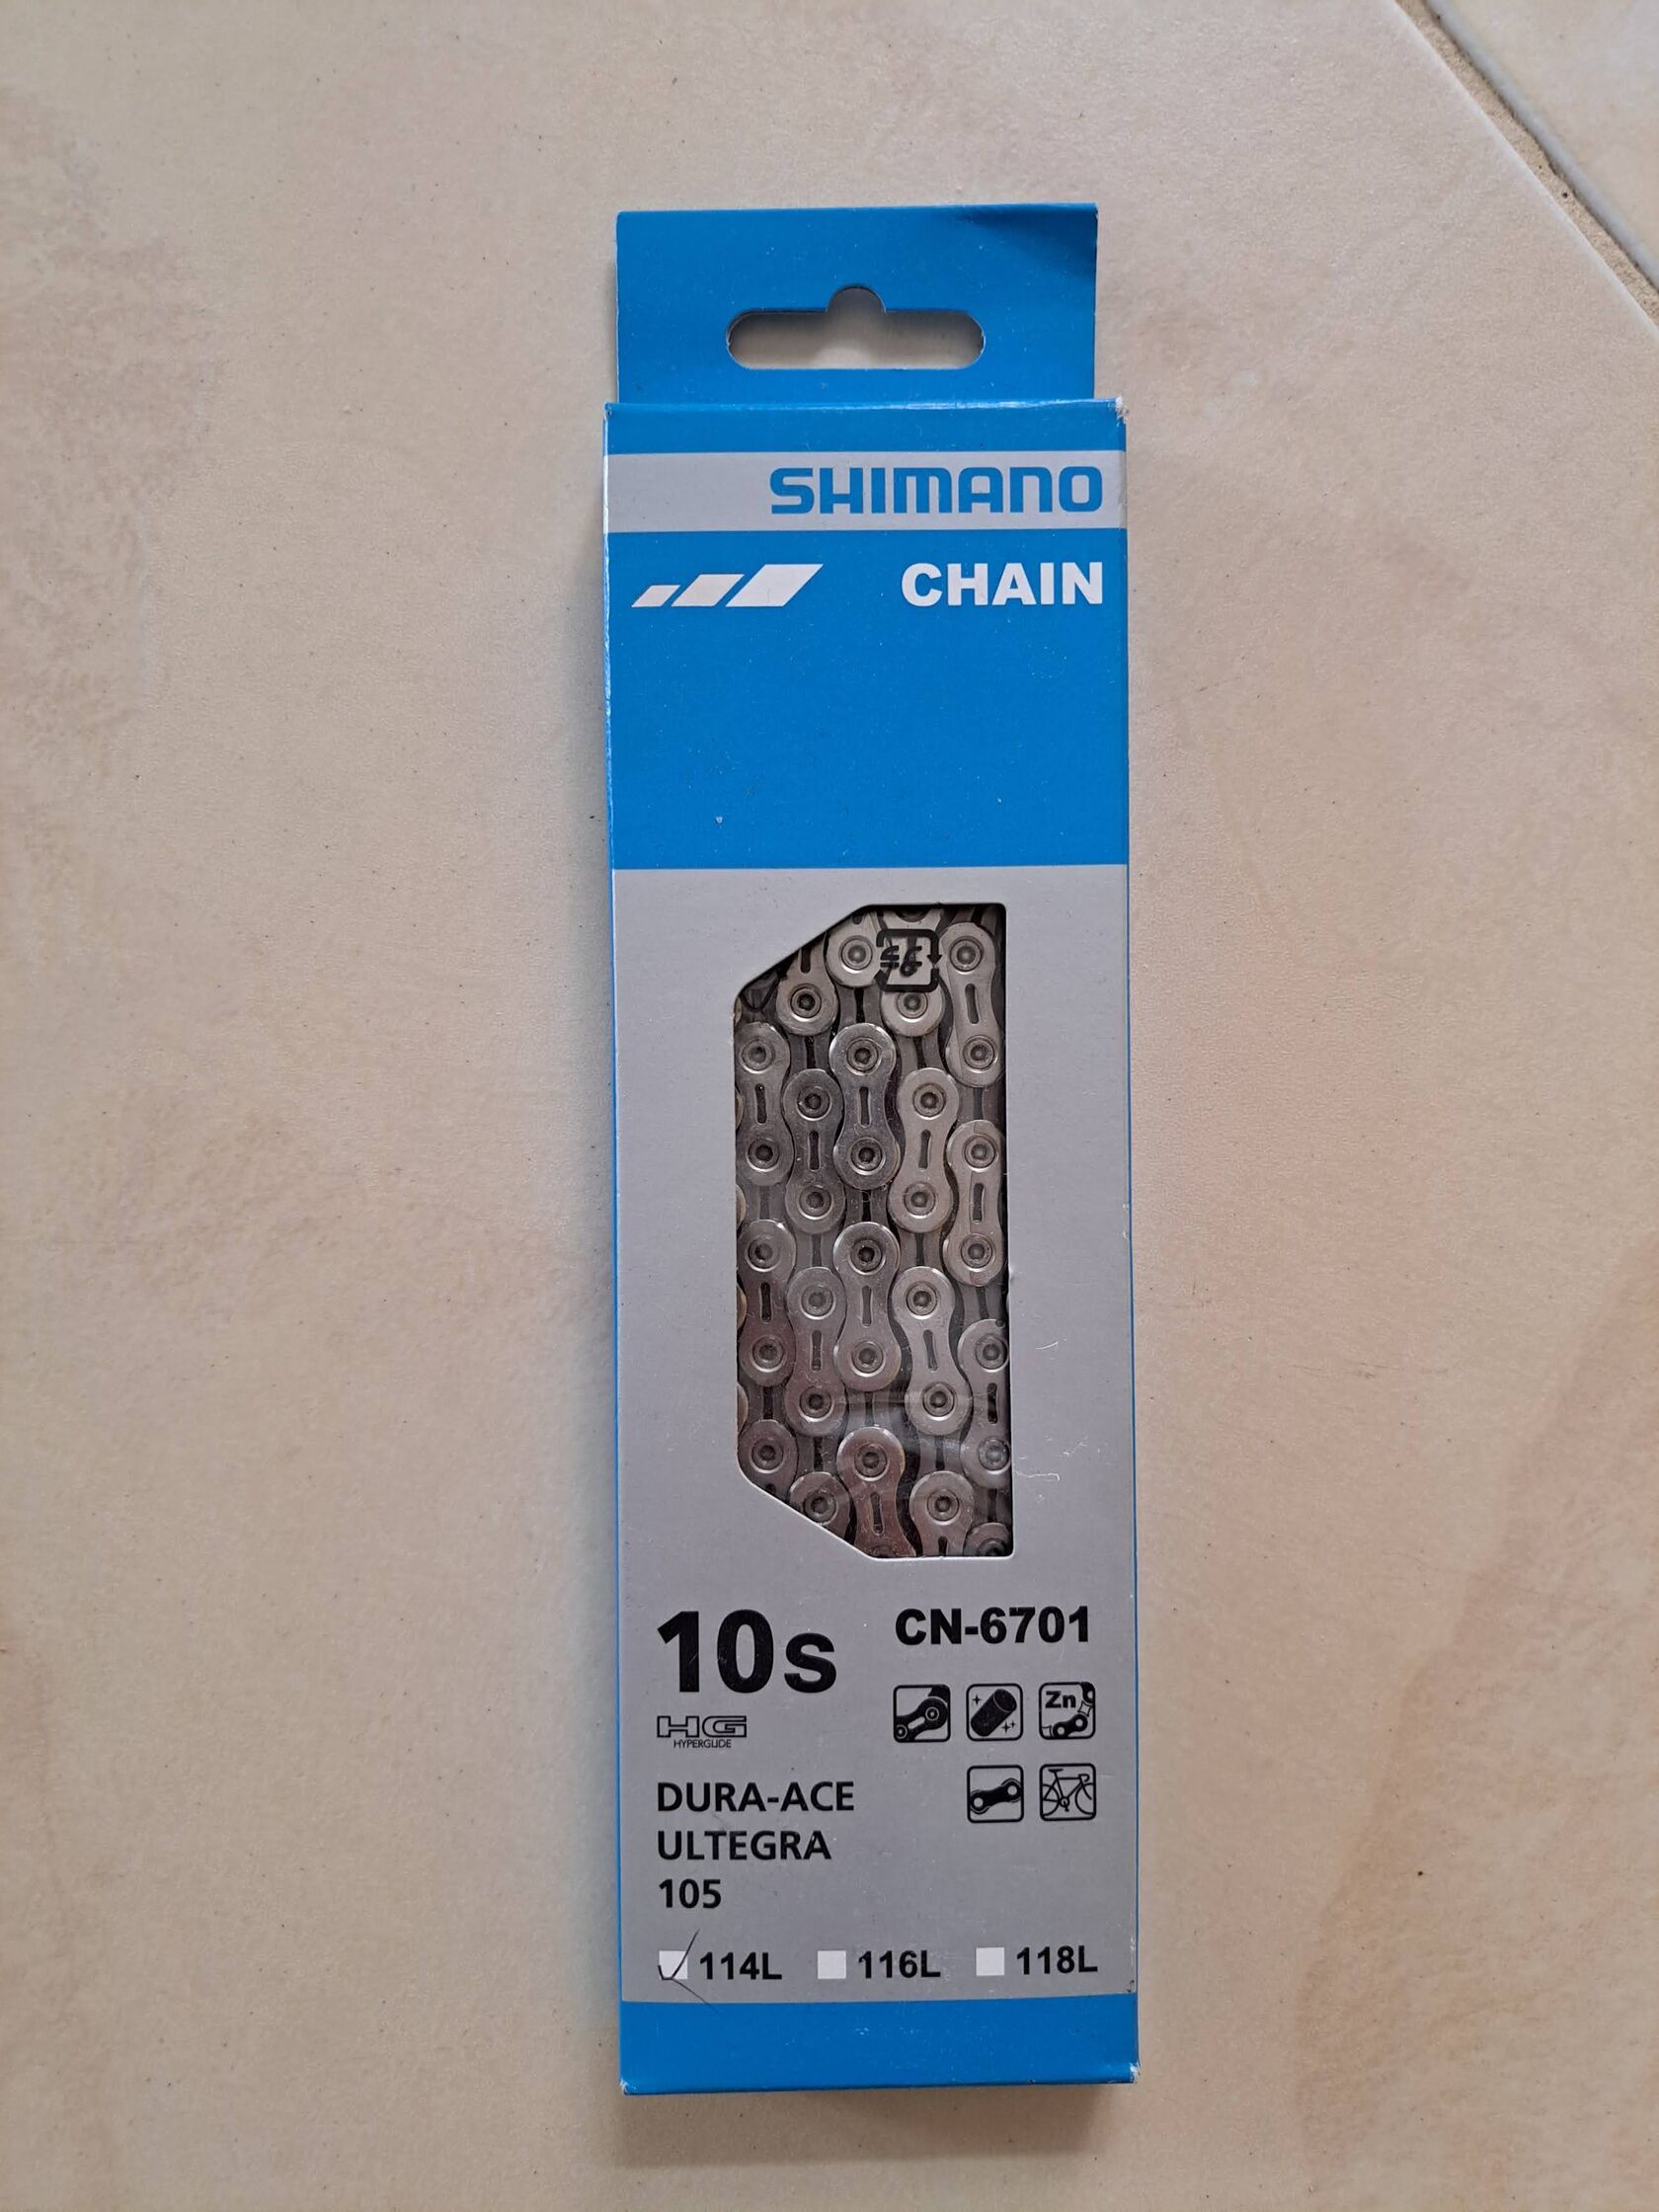 SHIMANO
CHAIN
10s
CN-6701
HG
HYPERGLIDE
Zn
DURA-ACE
ULTEGRA
105
114L 116L 118L